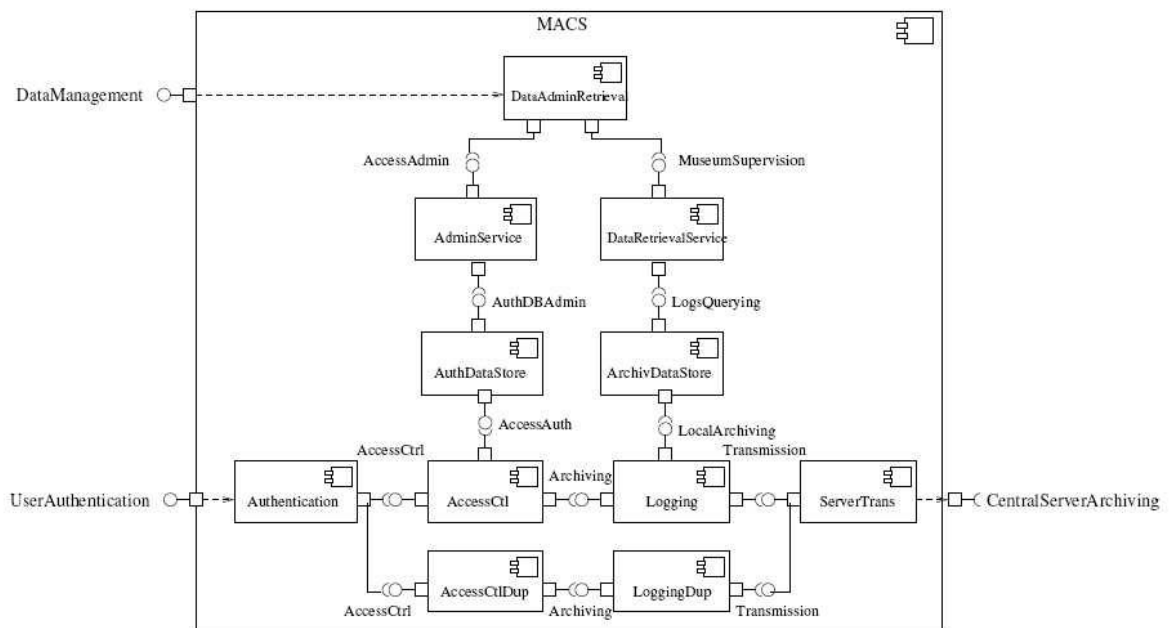 MACS
DataManagement
DataAdminRetrieval
AccessAdmin
MuseumSupervision
AdminService
DataRetrievalService
AuthDBAdmin
LogsQuerying
AuthDataStore
ArchivDataStore
AccessAuth
LocalArchiving
AccessCtrl
Archiving
Transmission
UserAuthentication
Authentication
AccessCtl
Logging
ServerTrans
CentralServerArchiving
AccessCtlDup
LoggingDup
AccessCtrl
Archiving
Transmission